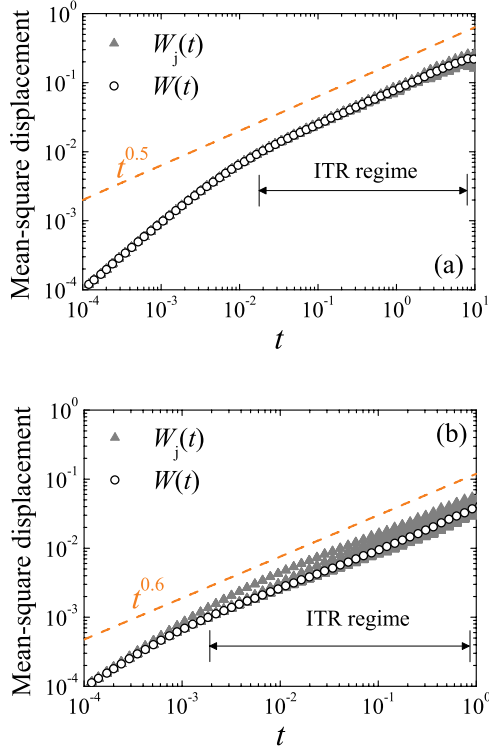 Mean-square displacement
10^0
10^-1
10^-2
10^-3
10^-4
W_j(t)
W(t)
t^0.5
ITR regime
(a)
10^-4 10^-3 10^-2 10^-1 10^0 10^1
t
Mean-square displacement
10^0
10^-1
10^-2
10^-3
10^-4
W_j(t)
W(t)
(b)
t^0.6
ITR regime
10^-4 10^-3 10^-2 10^-1 10^0
t